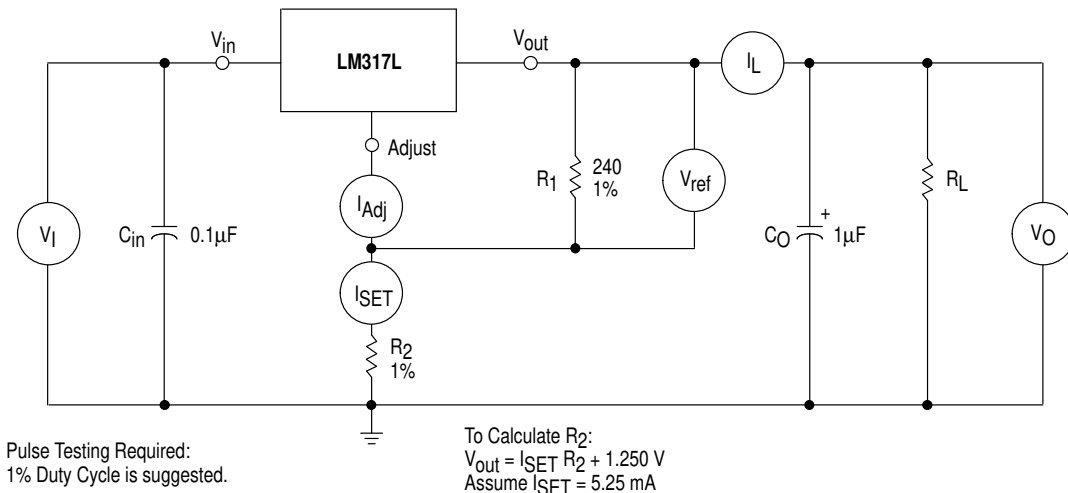 Vin
LM317L
Vout
IL
Adjust
R1
240
1%
Vref
RL
IAdj
VI
Cin
0.1µF
CO
+
1µF
VO
ISET
R2
1%
Pulse Testing Required:
1% Duty Cycle is suggested.
To Calculate R2:
Vout = ISET R2 + 1.250 V
Assume ISET = 5.25 mA